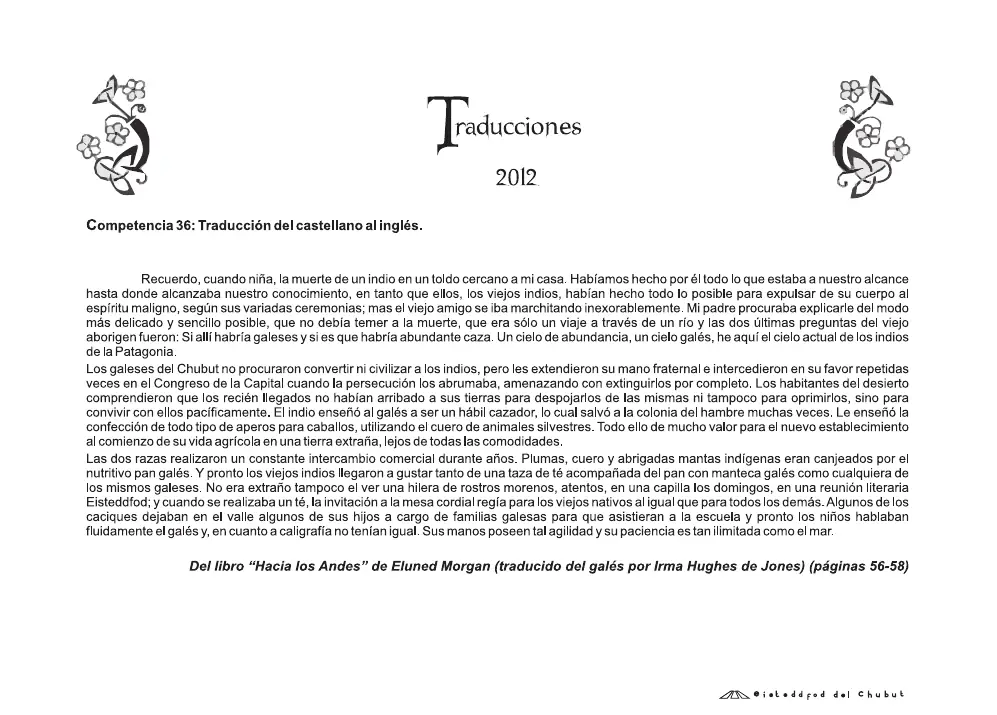 Traducciones
2012
Competencia 36: Traducción del castellano al inglés.
Recuerdo, cuando niña, la muerte de un indio en un toldo cercano a mi casa. Habíamos hecho por él todo lo que estaba a nuestro alcance
hasta donde alcanzaba nuestro conocimiento, en tanto que ellos, los viejos indios, habían hecho todo lo posible para expulsar de su cuerpo al
espíritu maligno, según sus variadas ceremonias; mas el viejo amigo se iba marchitando inexorablemente. Mi padre procuraba explicarle del modo
más delicado y sencillo posible, que no debía temer a la muerte, que era sólo un viaje a través de un río y las dos últimas preguntas del viejo
aborigen fueron: Si allí habría galeses y si es que habría abundante caza. Un cielo de abundancia, un cielo galés, he aquí el cielo actual de los indios
de la Patagonia.
Los galeses del Chubut no procuraron convertir ni civilizar a los indios, pero les extendieron su mano fraternal e intercedieron en su favor repetidas
veces en el Congreso de la Capital cuando la persecución los abrumaba, amenazando con extinguirlos por completo. Los habitantes del desierto
comprendieron que los recién llegados no habían arribado a sus tierras para despojarlos de las mismas ni tampoco para oprimirlos, sino para
convivir con ellos pacíficamente. El indio enseñó al galés a ser un hábil cazador, lo cual salvó a la colonia del hambre muchas veces. Le enseñó la
confección de todo tipo de aperos para caballos, utilizando el cuero de animales silvestres. Todo ello de mucho valor para el nuevo establecimiento
al comienzo de su vida agrícola en una tierra extraña, lejos de todas las comodidades.
Las dos razas realizaron un constante intercambio comercial durante años. Plumas, cuero y abrigadas mantas indígenas eran canjeados por el
nutritivo pan galés. Y pronto los viejos indios llegaron a gustar tanto de una taza de té acompañada del pan con manteca galés como cualquiera de
los mismos galeses. No era extraño tampoco el ver una hilera de rostros morenos, atentos, en una capilla los domingos, en una reunión literaria
Eisteddfod; y cuando se realizaba un té, la invitación a la mesa cordial regía para los viejos nativos al igual que para todos los demás. Algunos de los
caciques dejaban en el valle algunos de sus hijos a cargo de familias galesas para que asistieran a la escuela y pronto los niños hablaban
fluidamente el galés y, en cuanto a caligrafía no tenían igual. Sus manos poseen tal agilidad y su paciencia es tan ilimitada como el mar.
Del libro “Hacia los Andes” de Eluned Morgan (traducido del galés por Irma Hughes de Jones) (páginas 56-58)
eisteddfod del Chubut